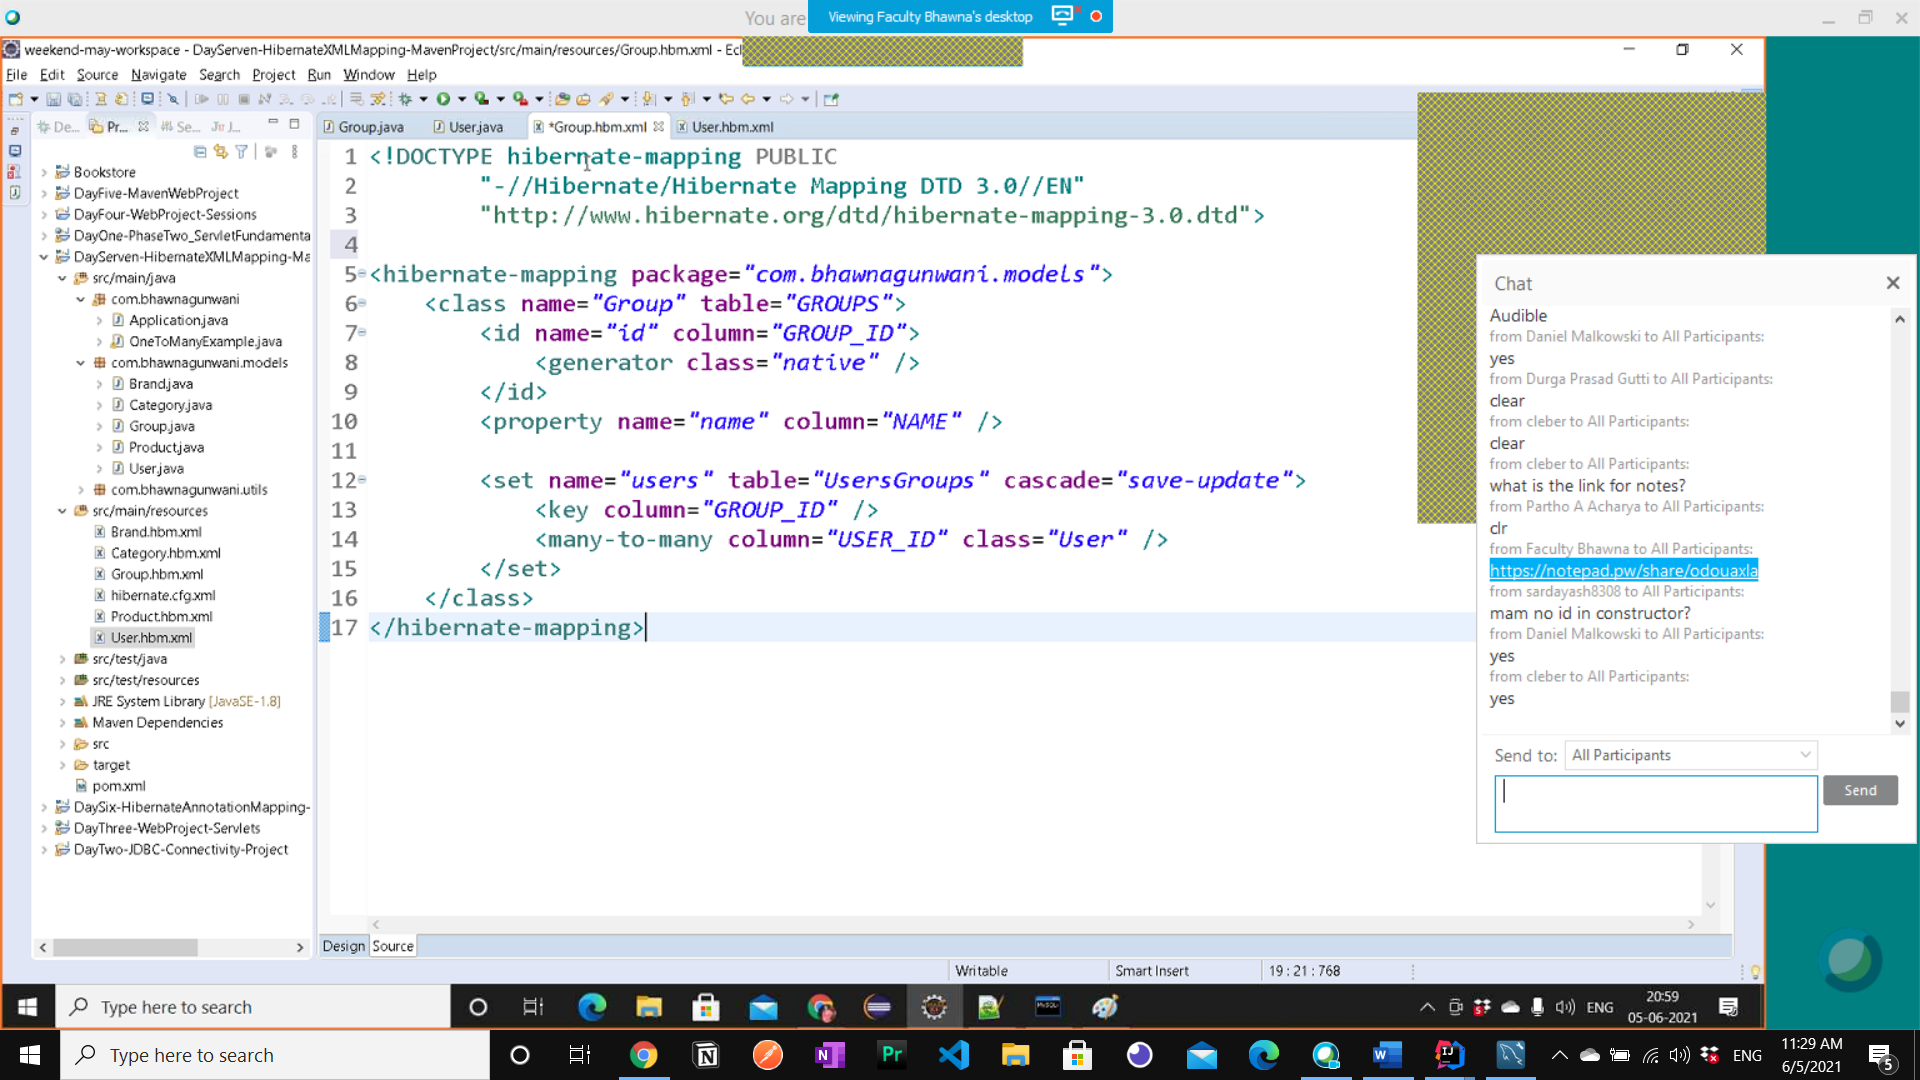 You are
Viewing Faculty Bhawna's desktop
weekend-may-workspace - DayServen-HibernateXMLMapping-MavenProject/src/main/resources/Group.hbm.xml - Ecl
File Edit Source Navigate Search Project Run Window Help
De... Pr... Se... J...
Group.java User.java *Group.hbm.xml User.hbm.xml
Bookstore
DayFive-MavenWebProject
DayFour-WebProject-Sessions
DayOne-PhaseTwo_ServletFundamenta
DayServen-HibernateXMLMapping-Ma
src/main/java
com.bhawnagunwani
Application.java
OneToManyExample.java
com.bhawnagunwani.models
Brand.java
Category.java
Group.java
Product.java
User.java
com.bhawnagunwani.utils
src/main/resources
Brand.hbm.xml
Category.hbm.xml
Group.hbm.xml
hibernate.cfg.xml
Product.hbm.xml
User.hbm.xml
src/test/java
src/test/resources
JRE System Library [JavaSE-1.8]
Maven Dependencies
src
target
pom.xml
DaySix-HibernateAnnotationMapping-
DayThree-WebProject-Servlets
DayTwo-JDBC-Connectivity-Project
1 <!DOCTYPE hibernate-mapping PUBLIC
2 "-//Hibernate/Hibernate Mapping DTD 3.0//EN"
3 "http://www.hibernate.org/dtd/hibernate-mapping-3.0.dtd">
4
5 <hibernate-mapping package="com.bhawnagunwani.models">
6 <class name="Group" table="GROUPS">
7 <id name="id" column="GROUP_ID">
8 <generator class="native" />
9 </id>
10 <property name="name" column="NAME" />
11
12 <set name="users" table="UsersGroups" cascade="save-update">
13 <key column="GROUP_ID" />
14 <many-to-many column="USER_ID" class="User" />
15 </set>
16 </class>
17 </hibernate-mapping>
Design Source
Writable Smart Insert 19 : 21 : 768
Chat
Audible
from Daniel Malkowski to All Participants:
yes
from Durga Prasad Gutti to All Participants:
clear
from cleber to All Participants:
clear
from cleber to All Participants:
what is the link for notes?
from Partho A Acharya to All Participants:
clr
from Faculty Bhawna to All Participants:
https://notepad.pw/share/odouaxla
from sardayash8308 to All Participants:
mam no id in constructor?
from Daniel Malkowski to All Participants:
yes
from cleber to All Participants:
yes
Send to: All Participants
Send
Type here to search
ENG
20:59
05-06-2021
Type here to search
ENG
11:29 AM
6/5/2021
5